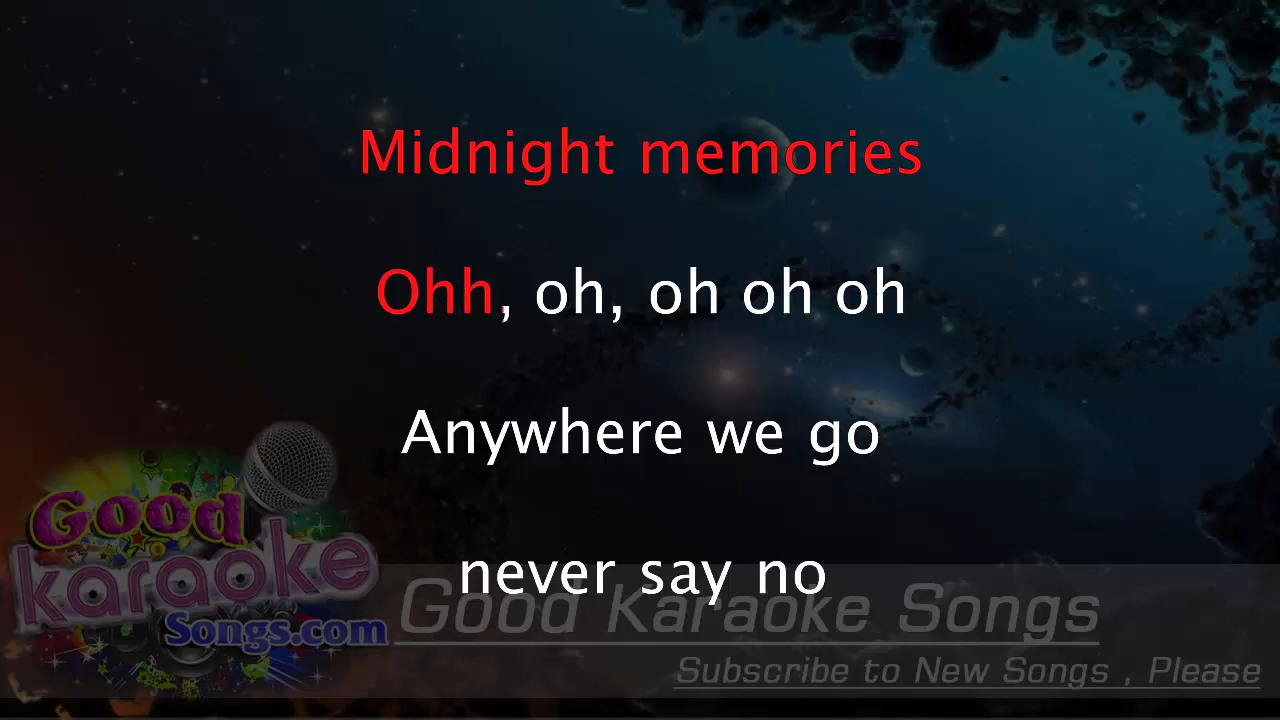 Midnight memories
Ohh, oh, oh oh oh
Anywhere we go
never say no
Good
karaoke
Songs.com
Good Karaoke Songs
Subscribe to New Songs , Please